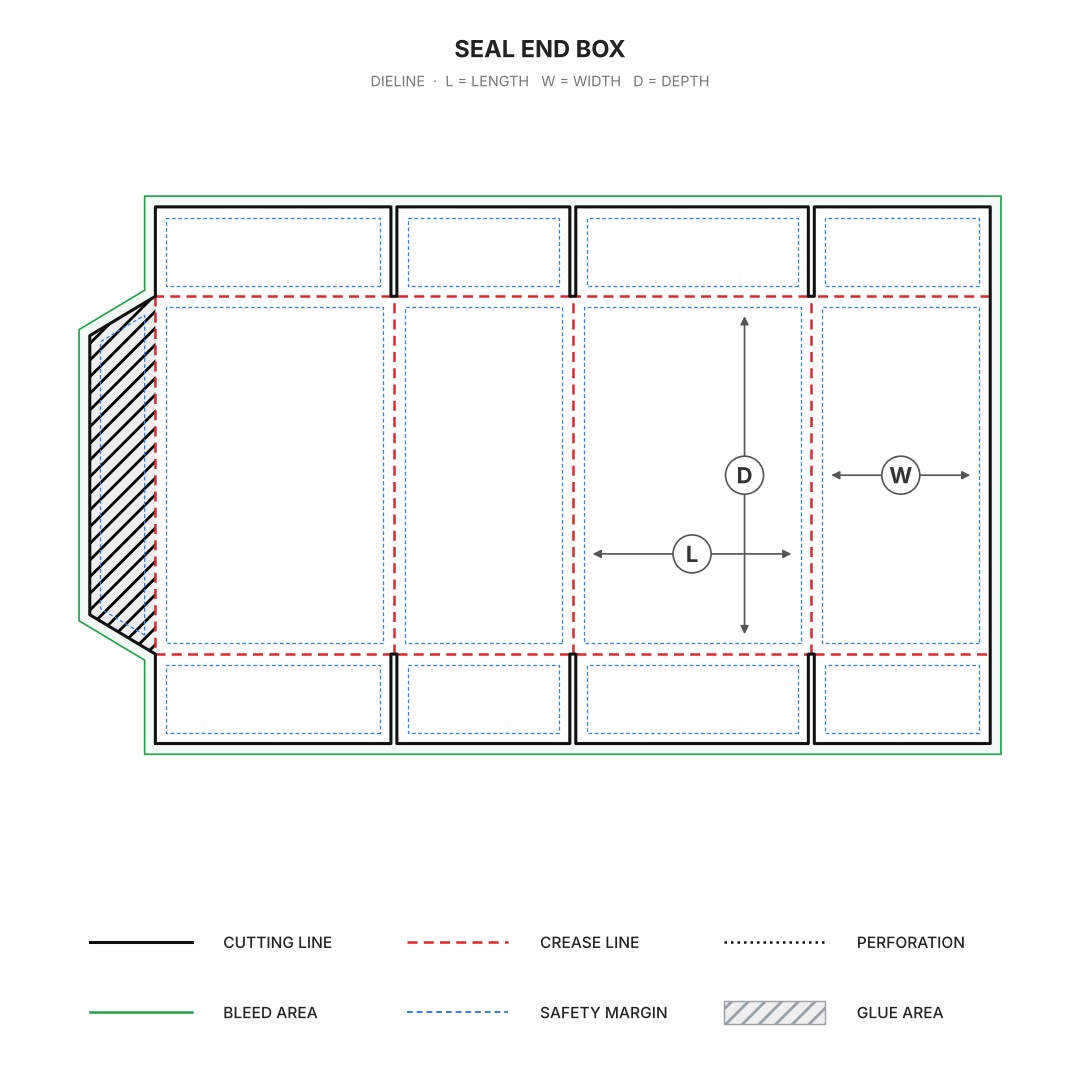 SEAL END BOX
DIELINE · L = LENGTH W = WIDTH D = DEPTH
D
W
L
CUTTING LINE
CREASE LINE
PERFORATION
BLEED AREA
SAFETY MARGIN
GLUE AREA